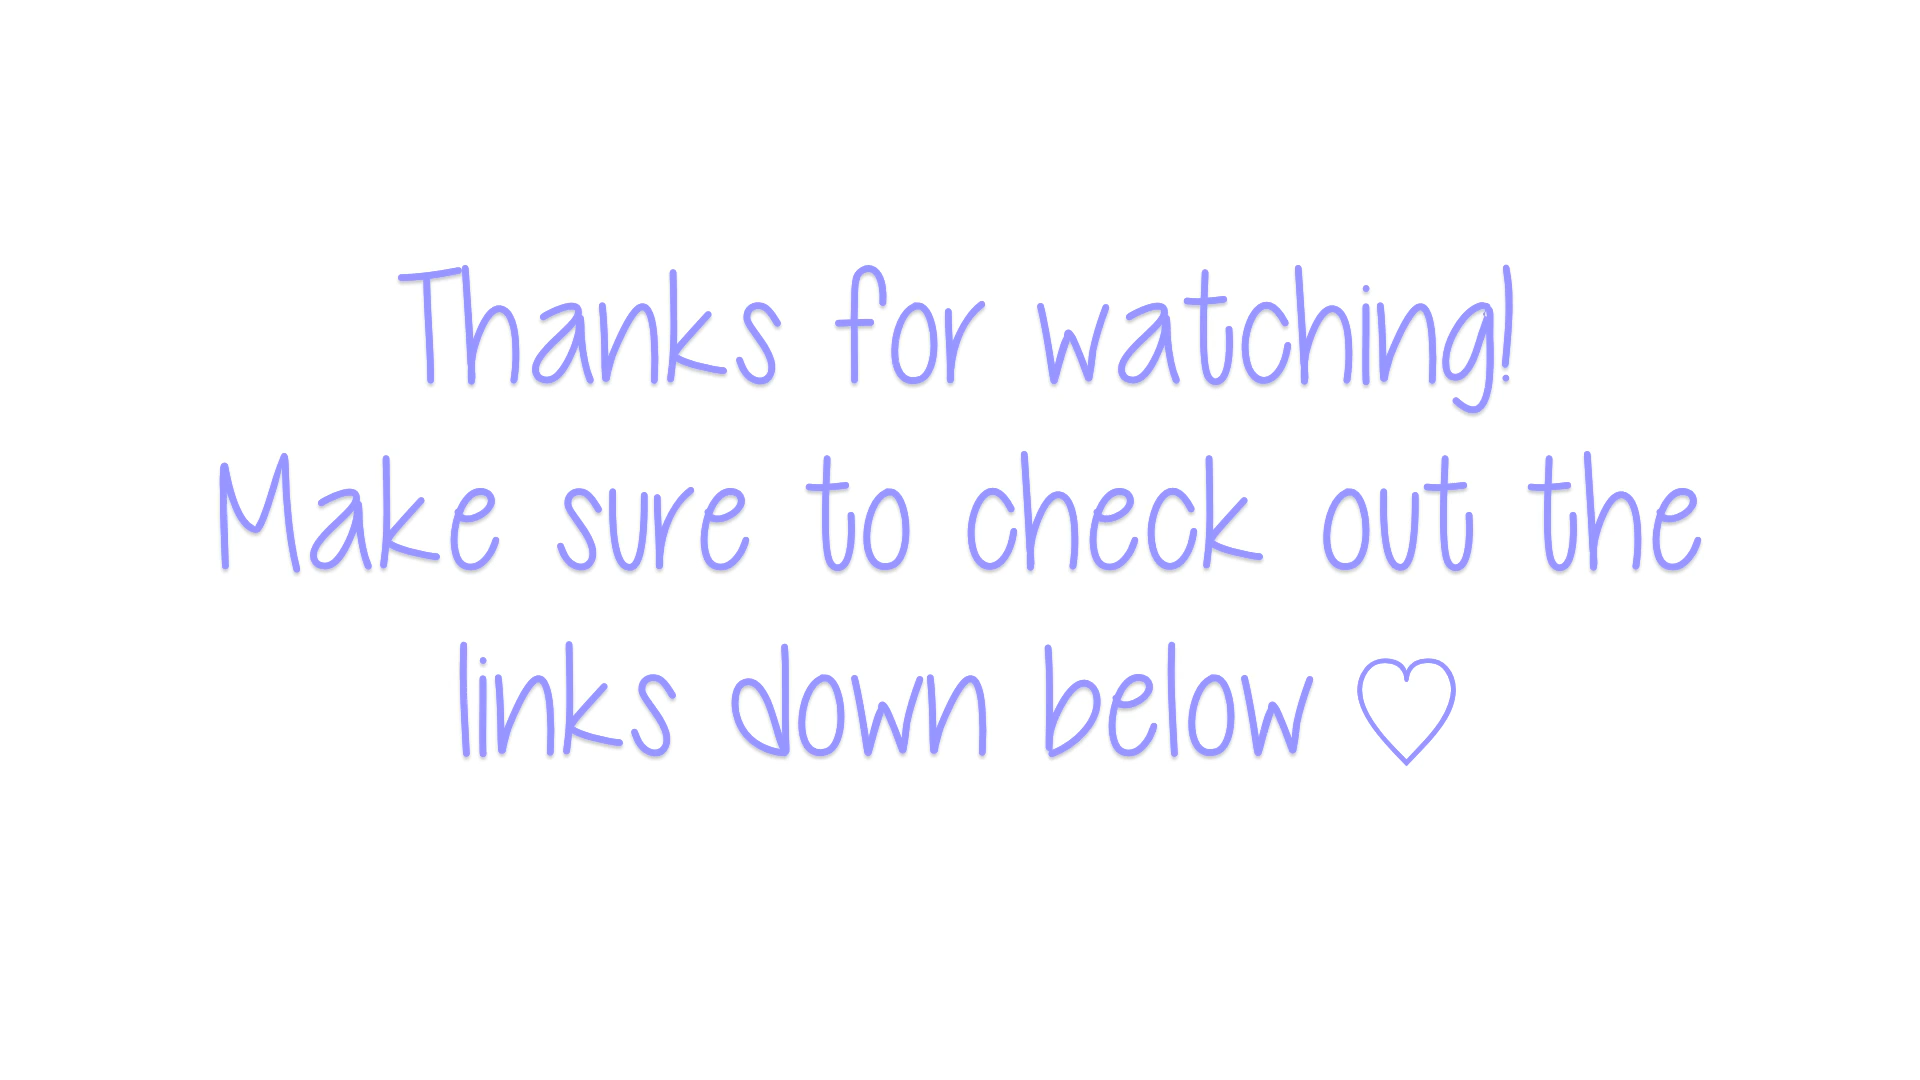 Thanks for watching!
Make sure to check out the
links down below ♡